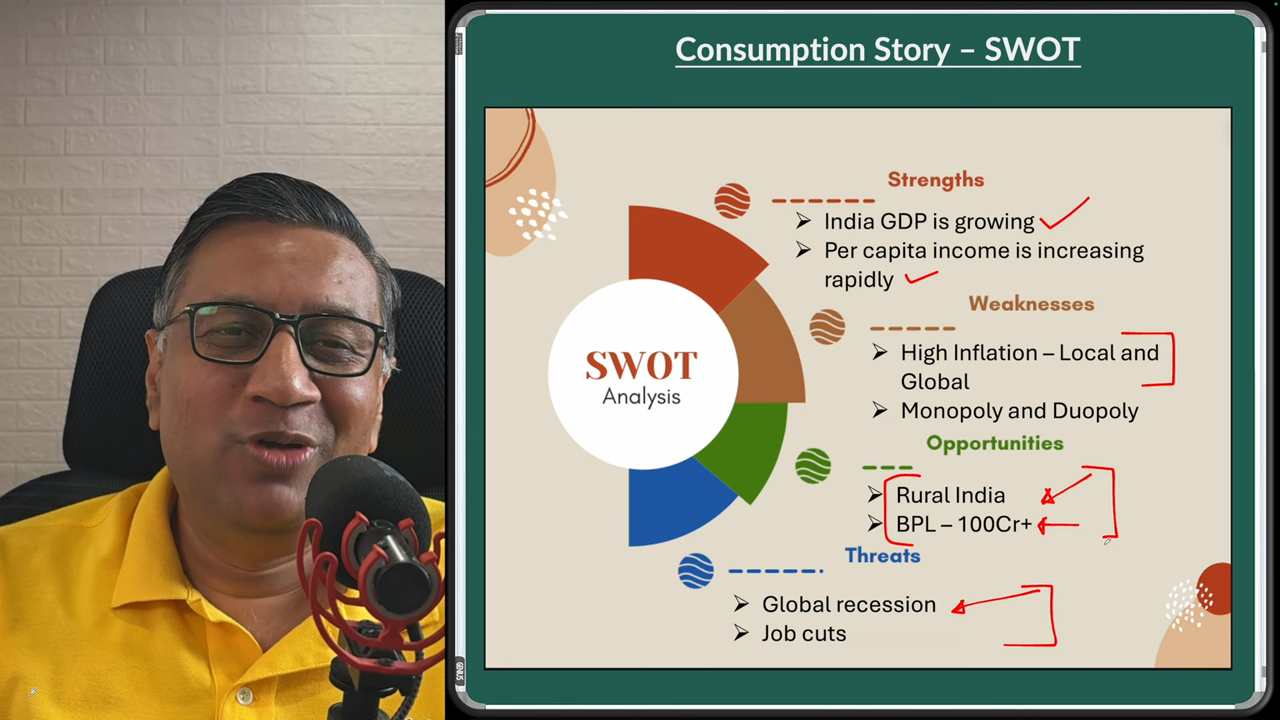 Consumption Story – SWOT
Strengths
➢ India GDP is growing
➢ Per capita income is increasing
rapidly
Weaknesses
➢ High Inflation – Local and
Global
➢ Monopoly and Duopoly
SWOT
Analysis
Opportunities
➢ Rural India
➢ BPL – 100Cr+
Threats
➢ Global recession
➢ Job cuts